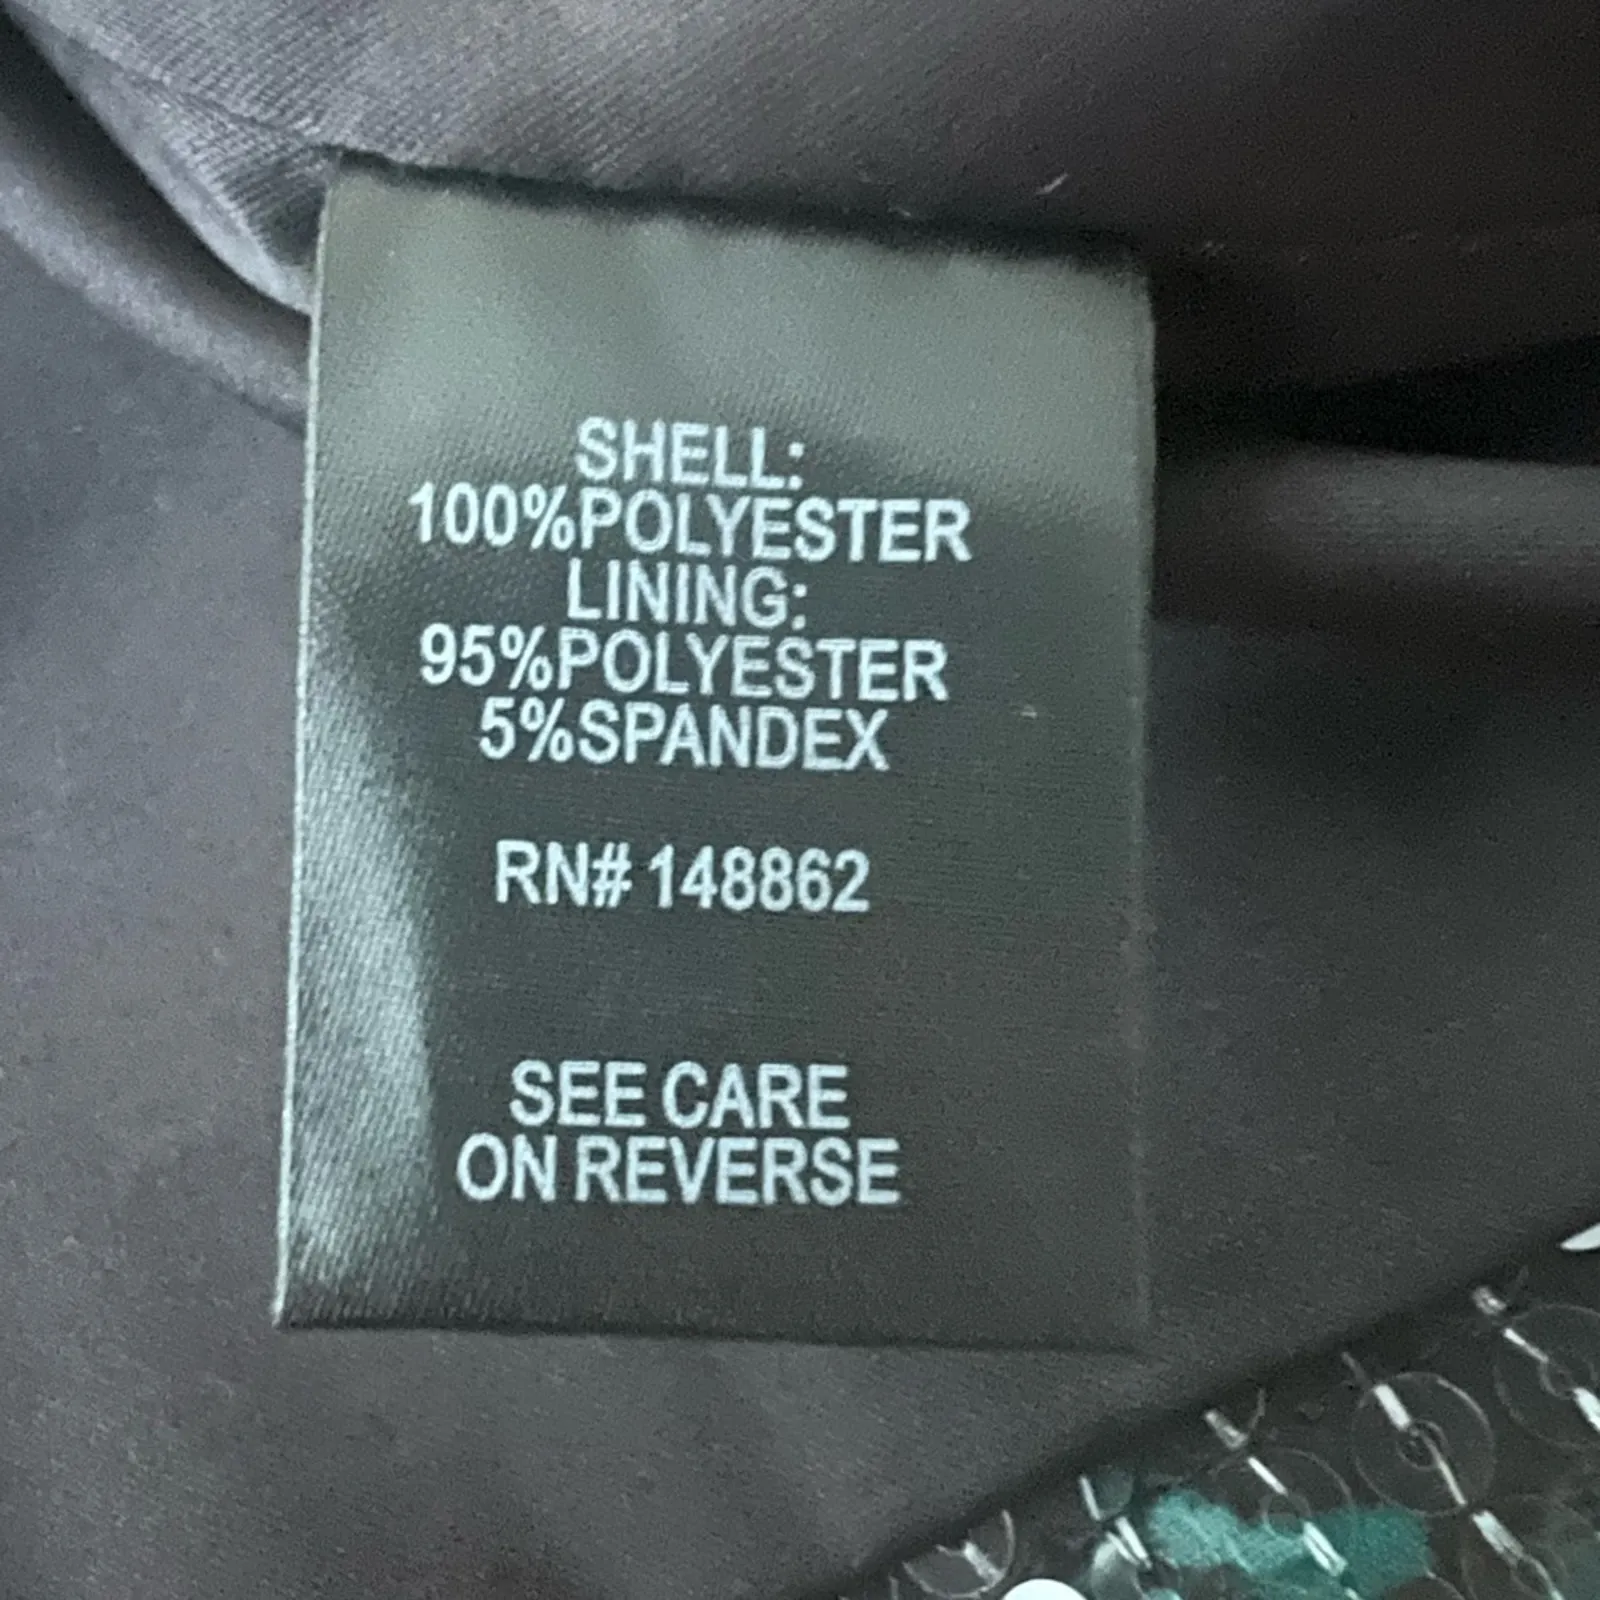 SHELL:
100%POLYESTER
LINING:
95%POLYESTER
5%SPANDEX
RN# 148862
SEE CARE
ON REVERSE